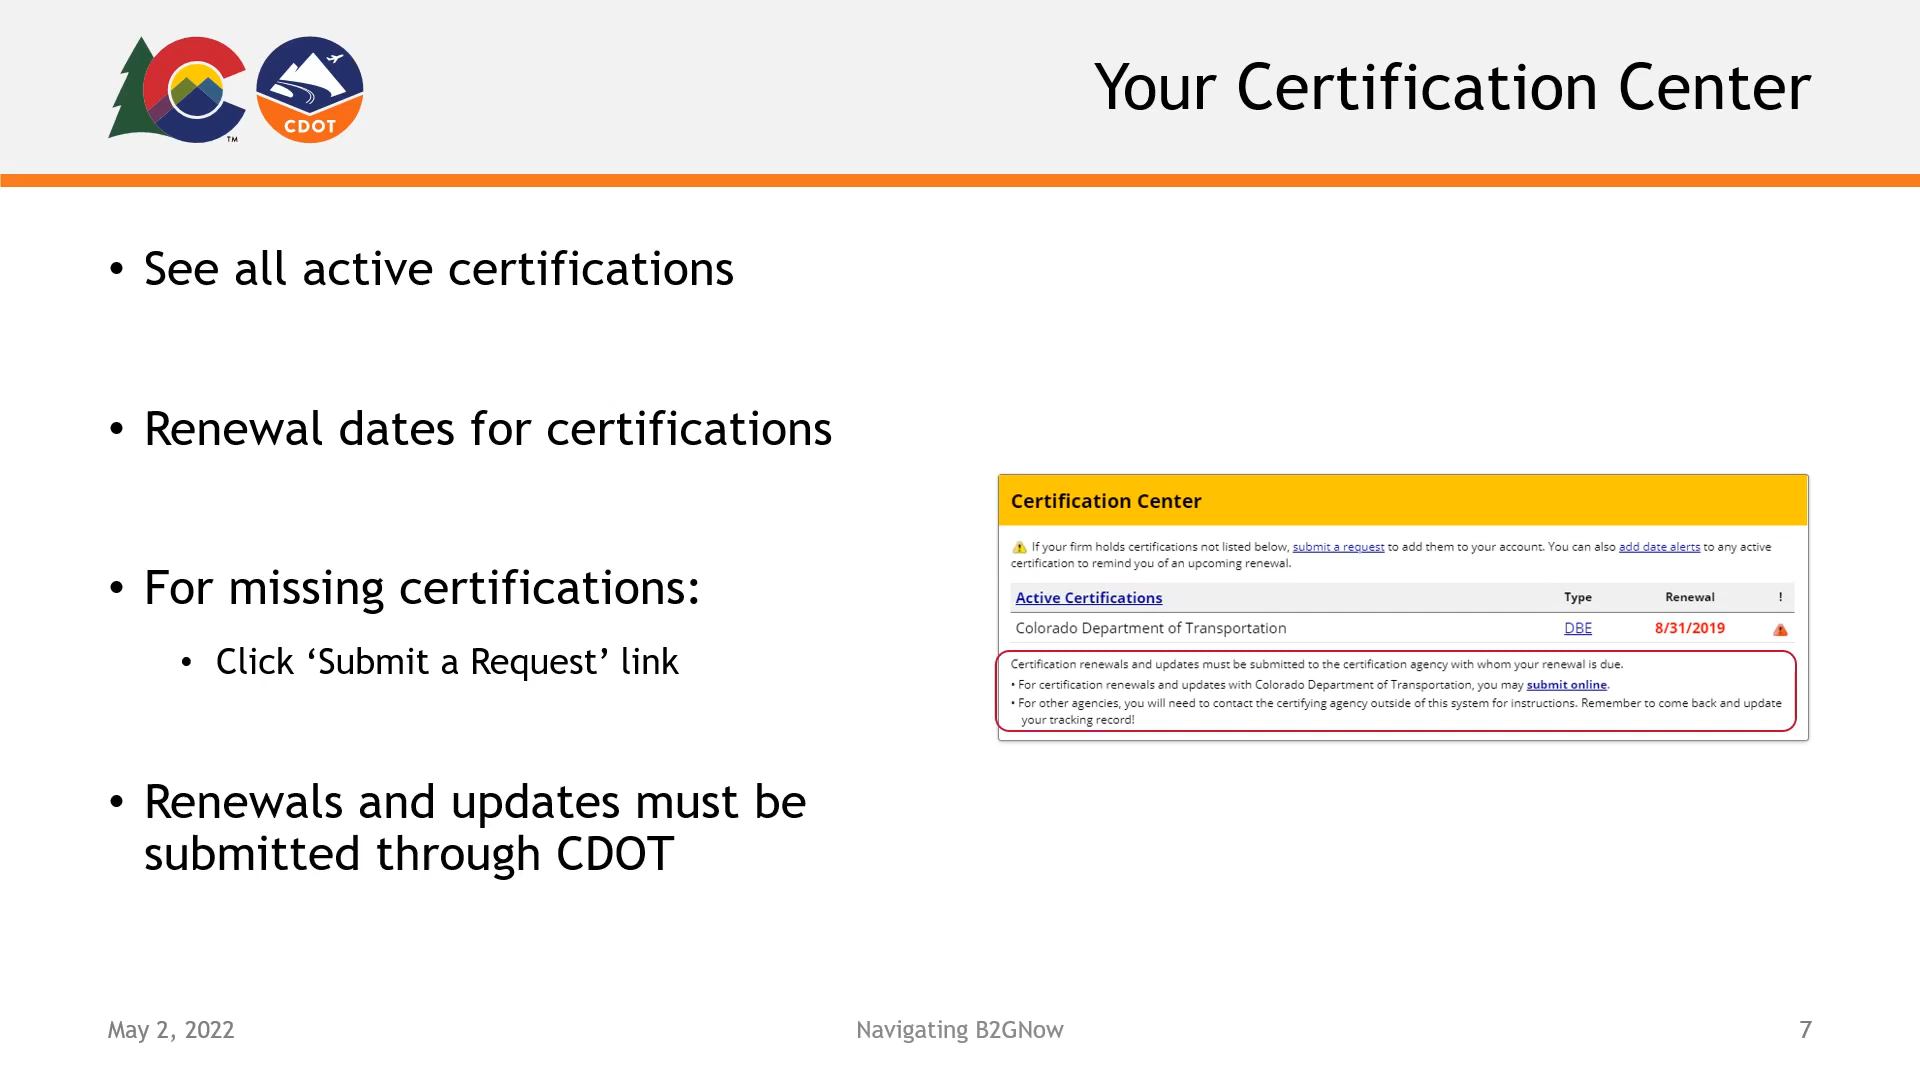 CDOT
TM
Your Certification Center
• See all active certifications
• Renewal dates for certifications
• For missing certifications:
• Click ‘Submit a Request’ link
• Renewals and updates must be
submitted through CDOT
Certification Center
If your firm holds certifications not listed below, submit a request to add them to your account. You can also add date alerts to any active
certification to remind you of an upcoming renewal.
Active Certifications Type Renewal !
Colorado Department of Transportation DBE 8/31/2019
Certification renewals and updates must be submitted to the certification agency with whom your renewal is due.
• For certification renewals and updates with Colorado Department of Transportation, you may submit online.
• For other agencies, you will need to contact the certifying agency outside of this system for instructions. Remember to come back and update
your tracking record!
May 2, 2022 Navigating B2GNow 7